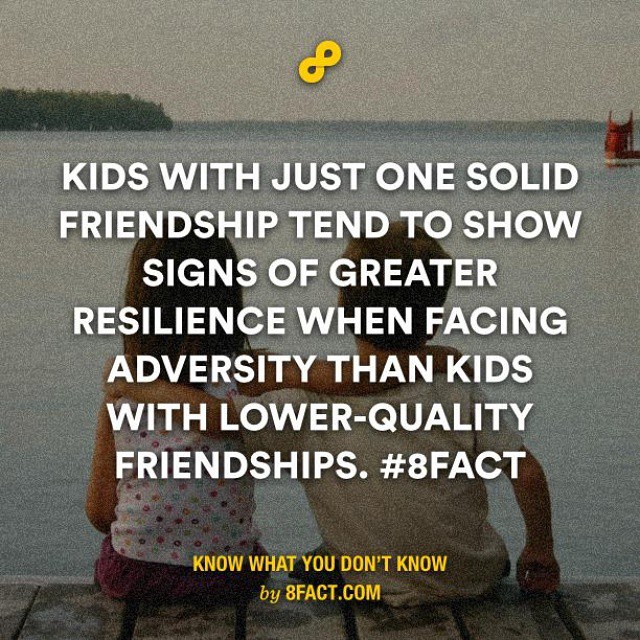 KIDS WITH JUST ONE SOLID
FRIENDSHIP TEND TO SHOW
SIGNS OF GREATER
RESILIENCE WHEN FACING
ADVERSITY THAN KIDS
WITH LOWER-QUALITY
FRIENDSHIPS. #8FACT
KNOW WHAT YOU DON'T KNOW
by 8FACT.COM